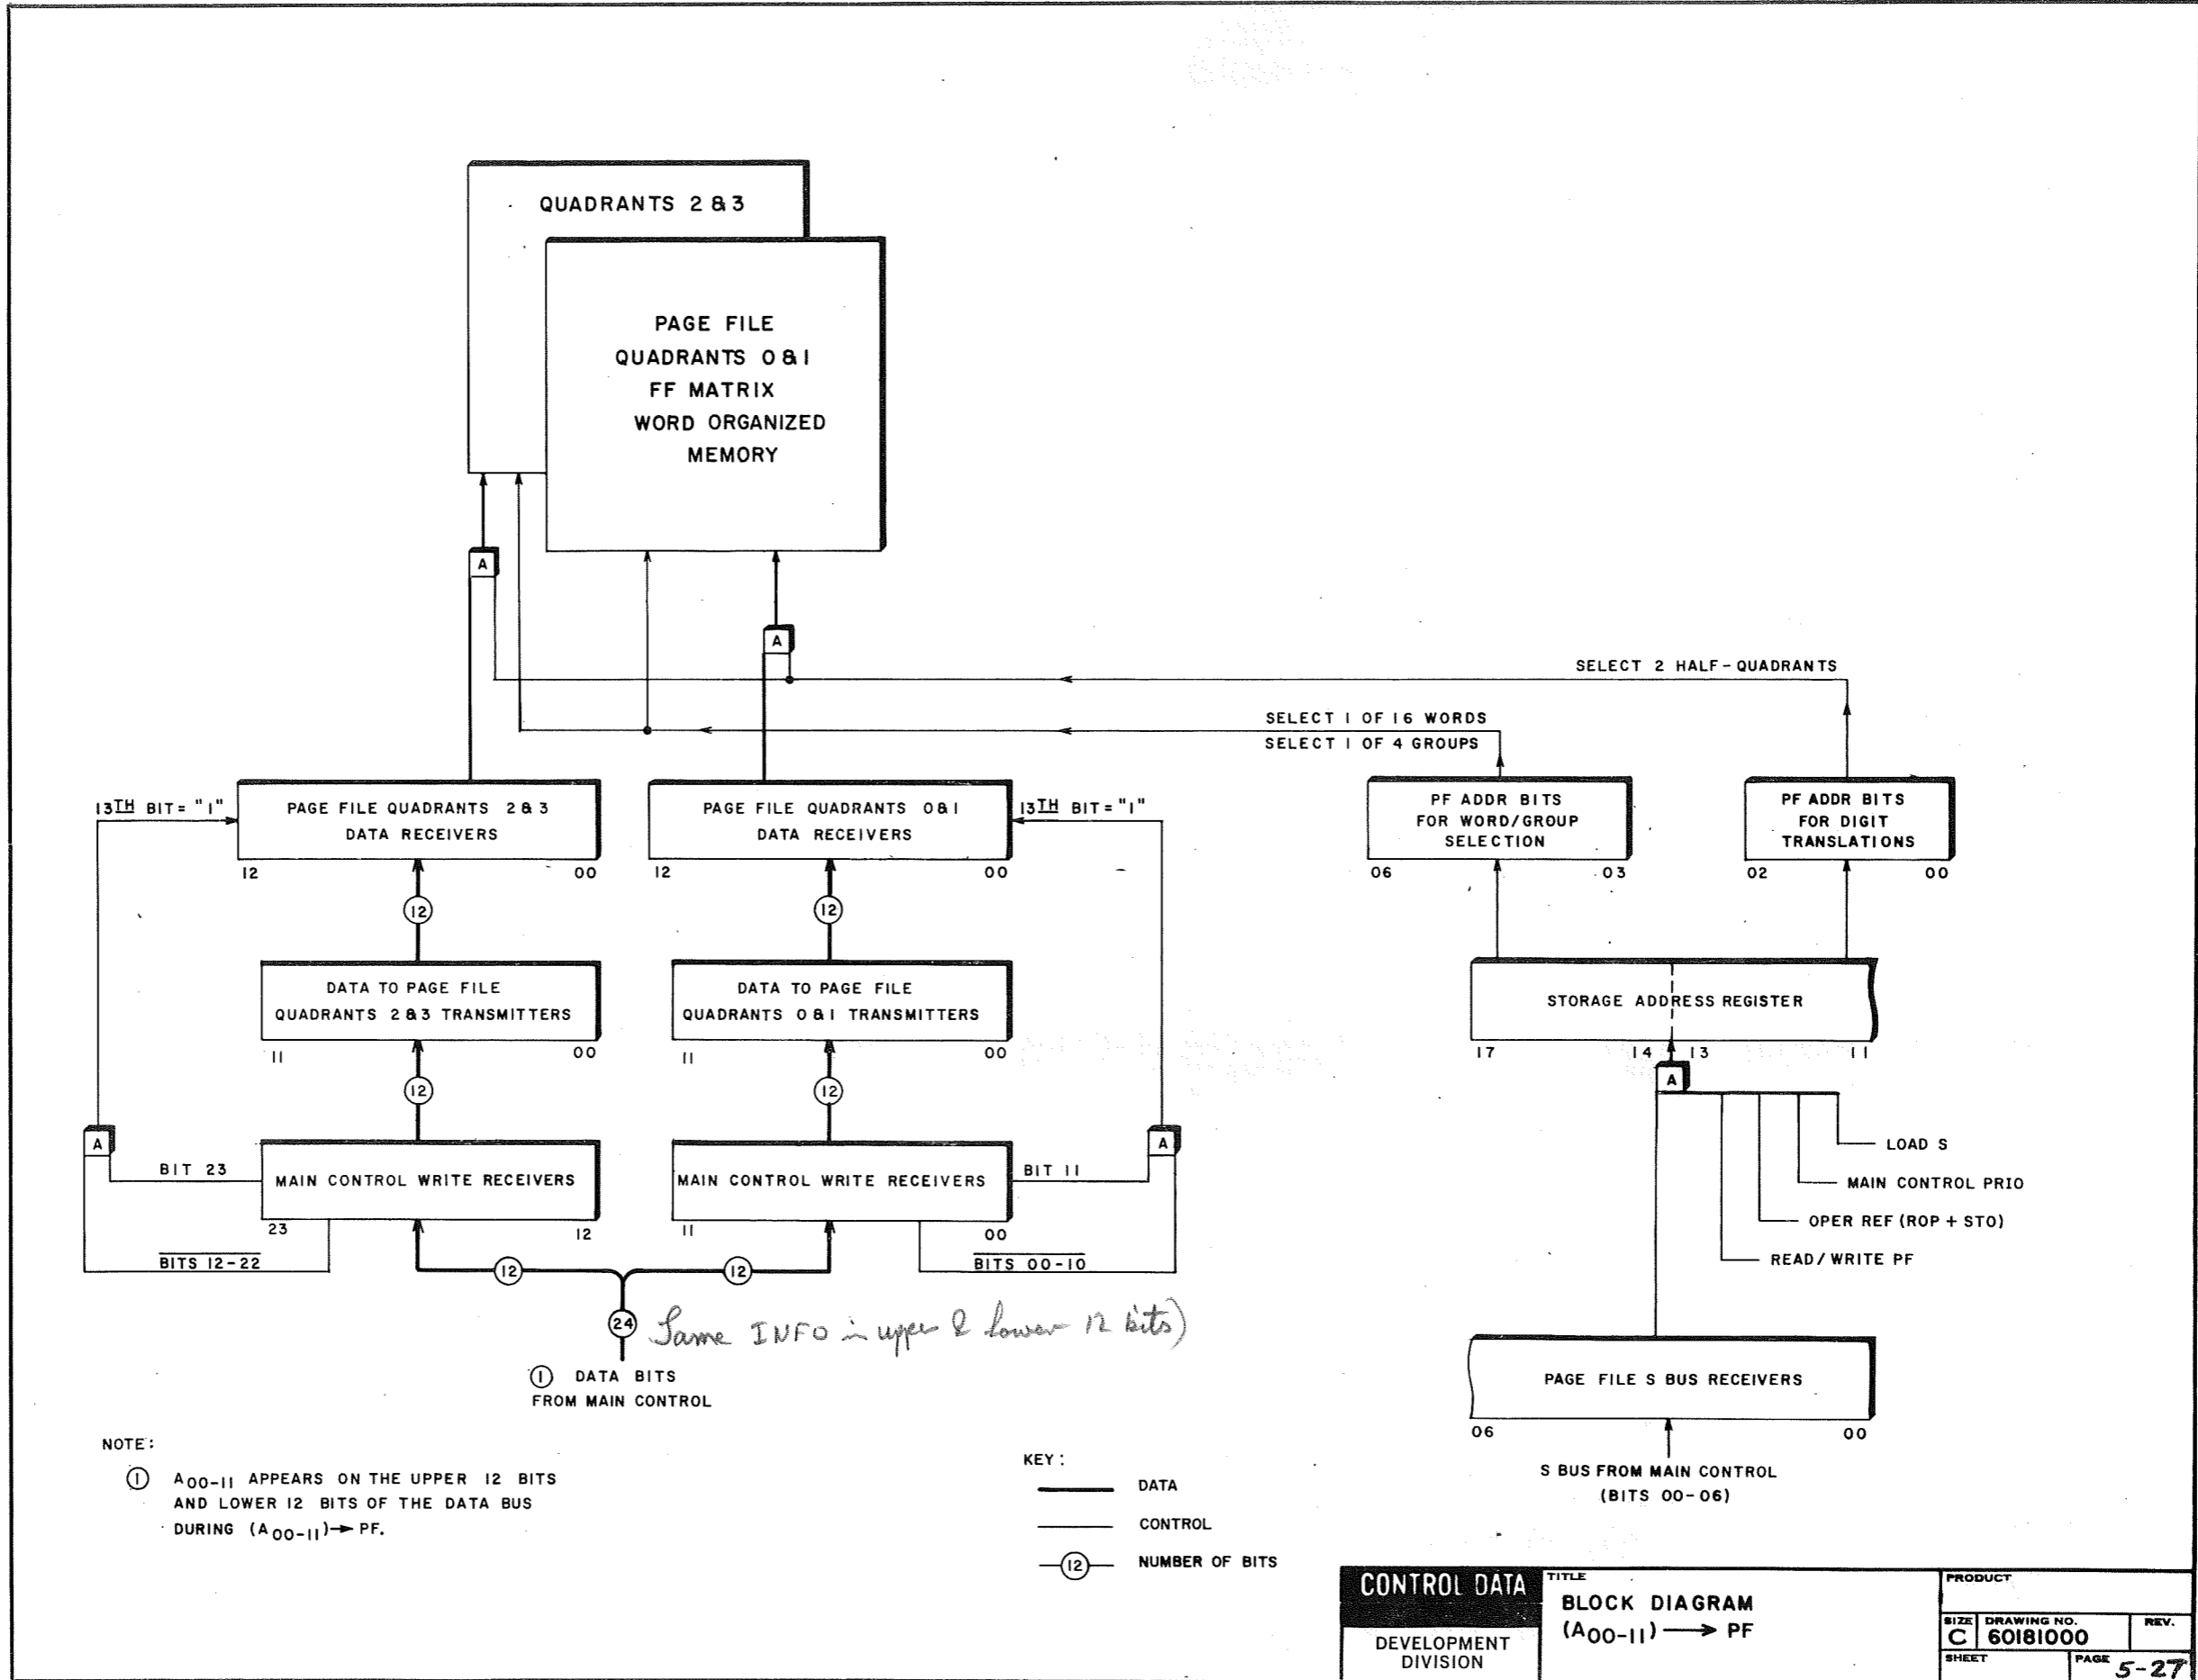 QUADRANTS 2 & 3
PAGE FILE
QUADRANTS 0 & 1
FF MATRIX
WORD ORGANIZED
MEMORY
A
A
SELECT 2 HALF-QUADRANTS
SELECT 1 OF 16 WORDS
SELECT 1 OF 4 GROUPS
13TH BIT = "1"
PAGE FILE QUADRANTS 2 & 3
DATA RECEIVERS
12 00
PAGE FILE QUADRANTS 0 & 1
DATA RECEIVERS
12 00
13TH BIT = "1"
PF ADDR BITS
FOR WORD/GROUP
SELECTION
06 03
PF ADDR BITS
FOR DIGIT
TRANSLATIONS
02 00
12
12
DATA TO PAGE FILE
QUADRANTS 2 & 3 TRANSMITTERS
11 00
DATA TO PAGE FILE
QUADRANTS 0 & 1 TRANSMITTERS
11 00
STORAGE ADDRESS REGISTER
17 14 13 11
A
12
12
A
BIT 23
MAIN CONTROL WRITE RECEIVERS
23 12
BITS 12-22
MAIN CONTROL WRITE RECEIVERS
11 00
BIT 11
A
BITS 00-10
LOAD S
MAIN CONTROL PRIO
OPER REF (ROP + STO)
READ/WRITE PF
12
12
24
Same INFO in upper & lower 12 bits)
1 DATA BITS
FROM MAIN CONTROL
PAGE FILE S BUS RECEIVERS
06 00
S BUS FROM MAIN CONTROL
(BITS 00-06)
NOTE:
1 A00-11 APPEARS ON THE UPPER 12 BITS
AND LOWER 12 BITS OF THE DATA BUS
DURING (A00-11)→ PF.
KEY:
DATA
CONTROL
12 NUMBER OF BITS
CONTROL DATA
DEVELOPMENT
DIVISION
TITLE
BLOCK DIAGRAM
(A00-11) → PF
PRODUCT
SIZE DRAWING NO. REV.
C 60181000
SHEET PAGE 5-27